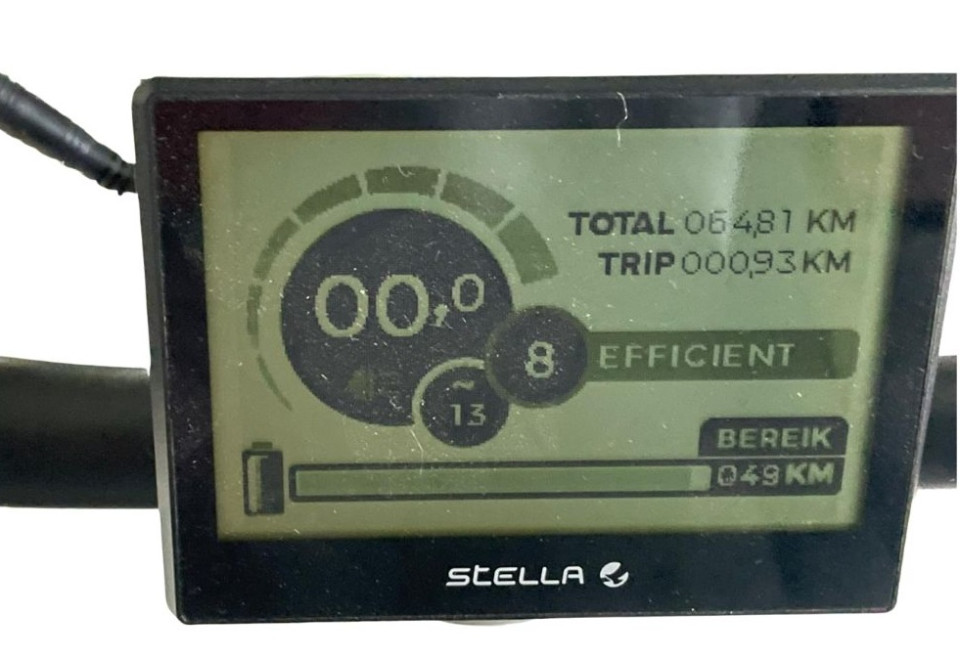 TOTAL 064,81 KM
TRIP 000,93 KM
00,0
8 EFFICIENT
~
13
BEREIK
049 KM
STELLA